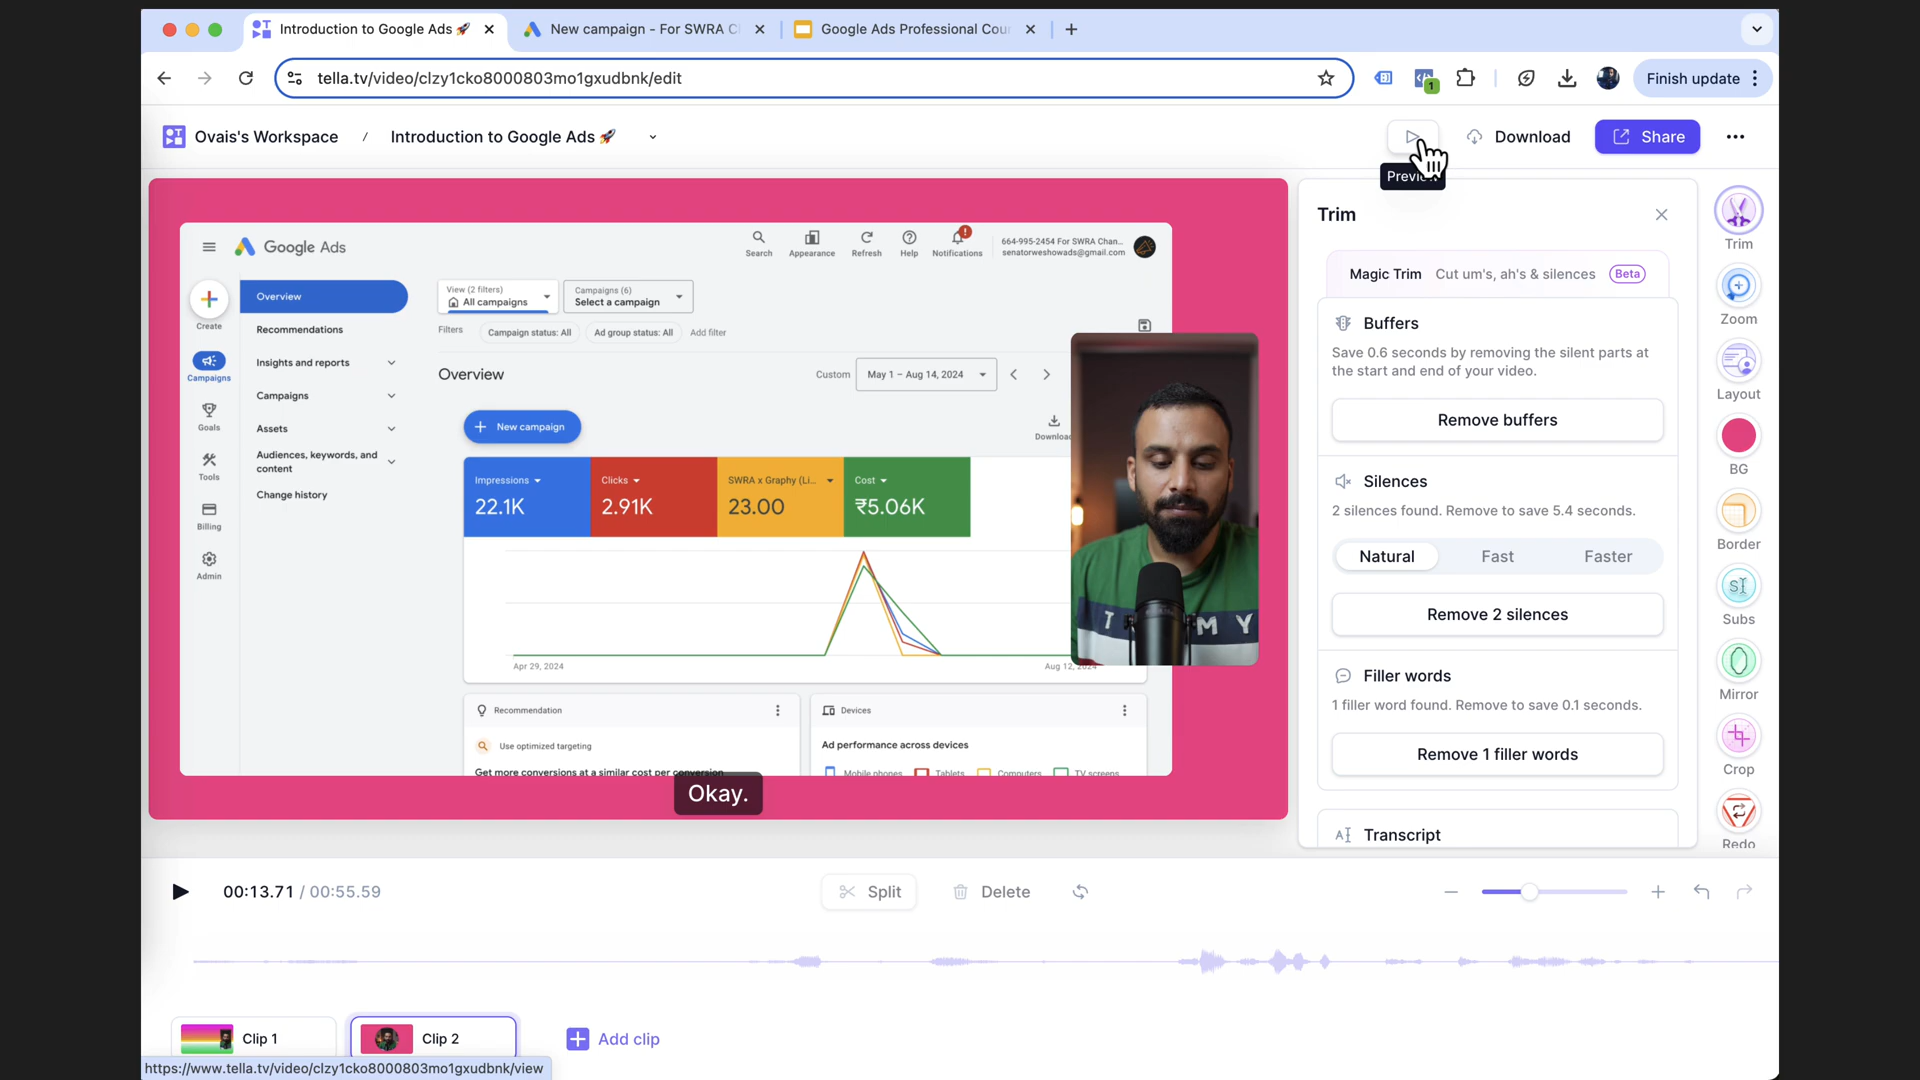 Introduction to Google Ads 🚀
New campaign - For SWRA C
Google Ads Professional Cou
tella.tv/video/clzy1cko8000803mo1gxudbnk/edit
1
Finish update
Ovais's Workspace / Introduction to Google Ads 🚀
Download
Share
Preview
Google Ads
Search
Appearance
Refresh
Help
Notifications
664-995-2454 For SWRA Chan...
senatorweshowads@gmail.com
Create
Campaigns
Goals
Tools
Billing
Admin
Overview
Recommendations
Insights and reports
Campaigns
Assets
Audiences, keywords, and
content
Change history
View (2 filters)
All campaigns
Campaigns (6)
Select a campaign
Filters
Campaign status: All
Ad group status: All
Add filter
Overview
Custom
May 1 – Aug 14, 2024
New campaign
Download
Impressions
22.1K
Clicks
2.91K
SWRA x Graphy (Li...
23.00
Cost
₹5.06K
Apr 29, 2024
Aug 12, 2024
Recommendation
Use optimized targeting
Get more conversions at a similar cost per conversion
Devices
Ad performance across devices
Mobile phones
Tablets
Computers
TV screens
T MY
Okay.
Trim
Magic Trim
Cut um's, ah's & silences
Beta
Buffers
Save 0.6 seconds by removing the silent parts at
the start and end of your video.
Remove buffers
Silences
2 silences found. Remove to save 5.4 seconds.
Natural
Fast
Faster
Remove 2 silences
Filler words
1 filler word found. Remove to save 0.1 seconds.
Remove 1 filler words
Transcript
Trim
Zoom
Layout
BG
Border
Subs
Mirror
Crop
Redo
00:13.71 / 00:55.59
Split
Delete
Clip 1
Clip 2
Add clip
https://www.tella.tv/video/clzy1cko8000803mo1gxudbnk/view